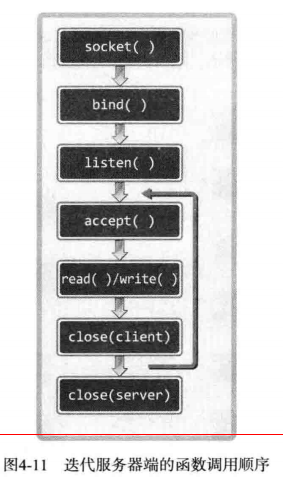 socket( )
bind( )
listen( )
accept( )
read( )/write( )
close(client)
close(server)
图4-11 迭代服务器端的函数调用顺序